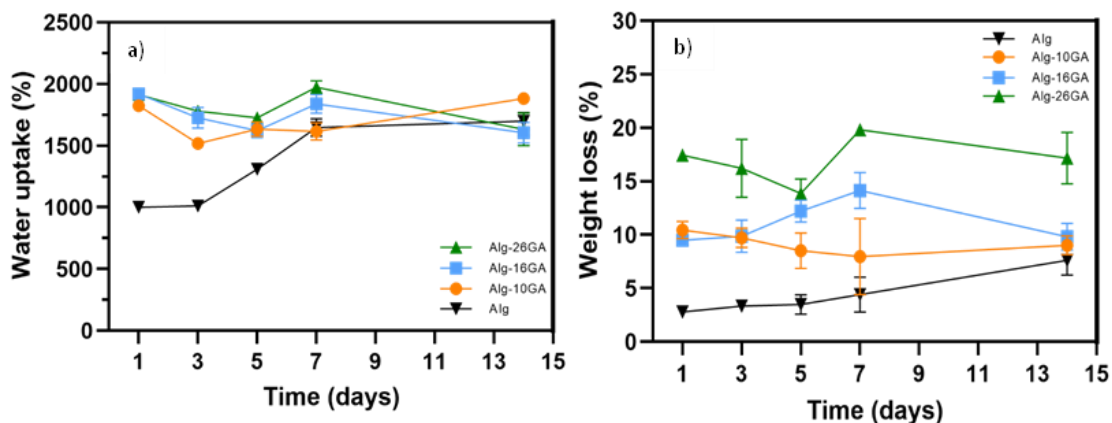 a)
Water uptake (%)
2500
2000
1500
1000
500
0
Alg-26GA
Alg-16GA
Alg-10GA
Alg
1 3 5 7 9 11 13 15
Time (days)
b)
Weight loss (%)
30
25
20
15
10
5
0
Alg
Alg-10GA
Alg-16GA
Alg-26GA
1 3 5 7 9 11 13 15
Time (days)